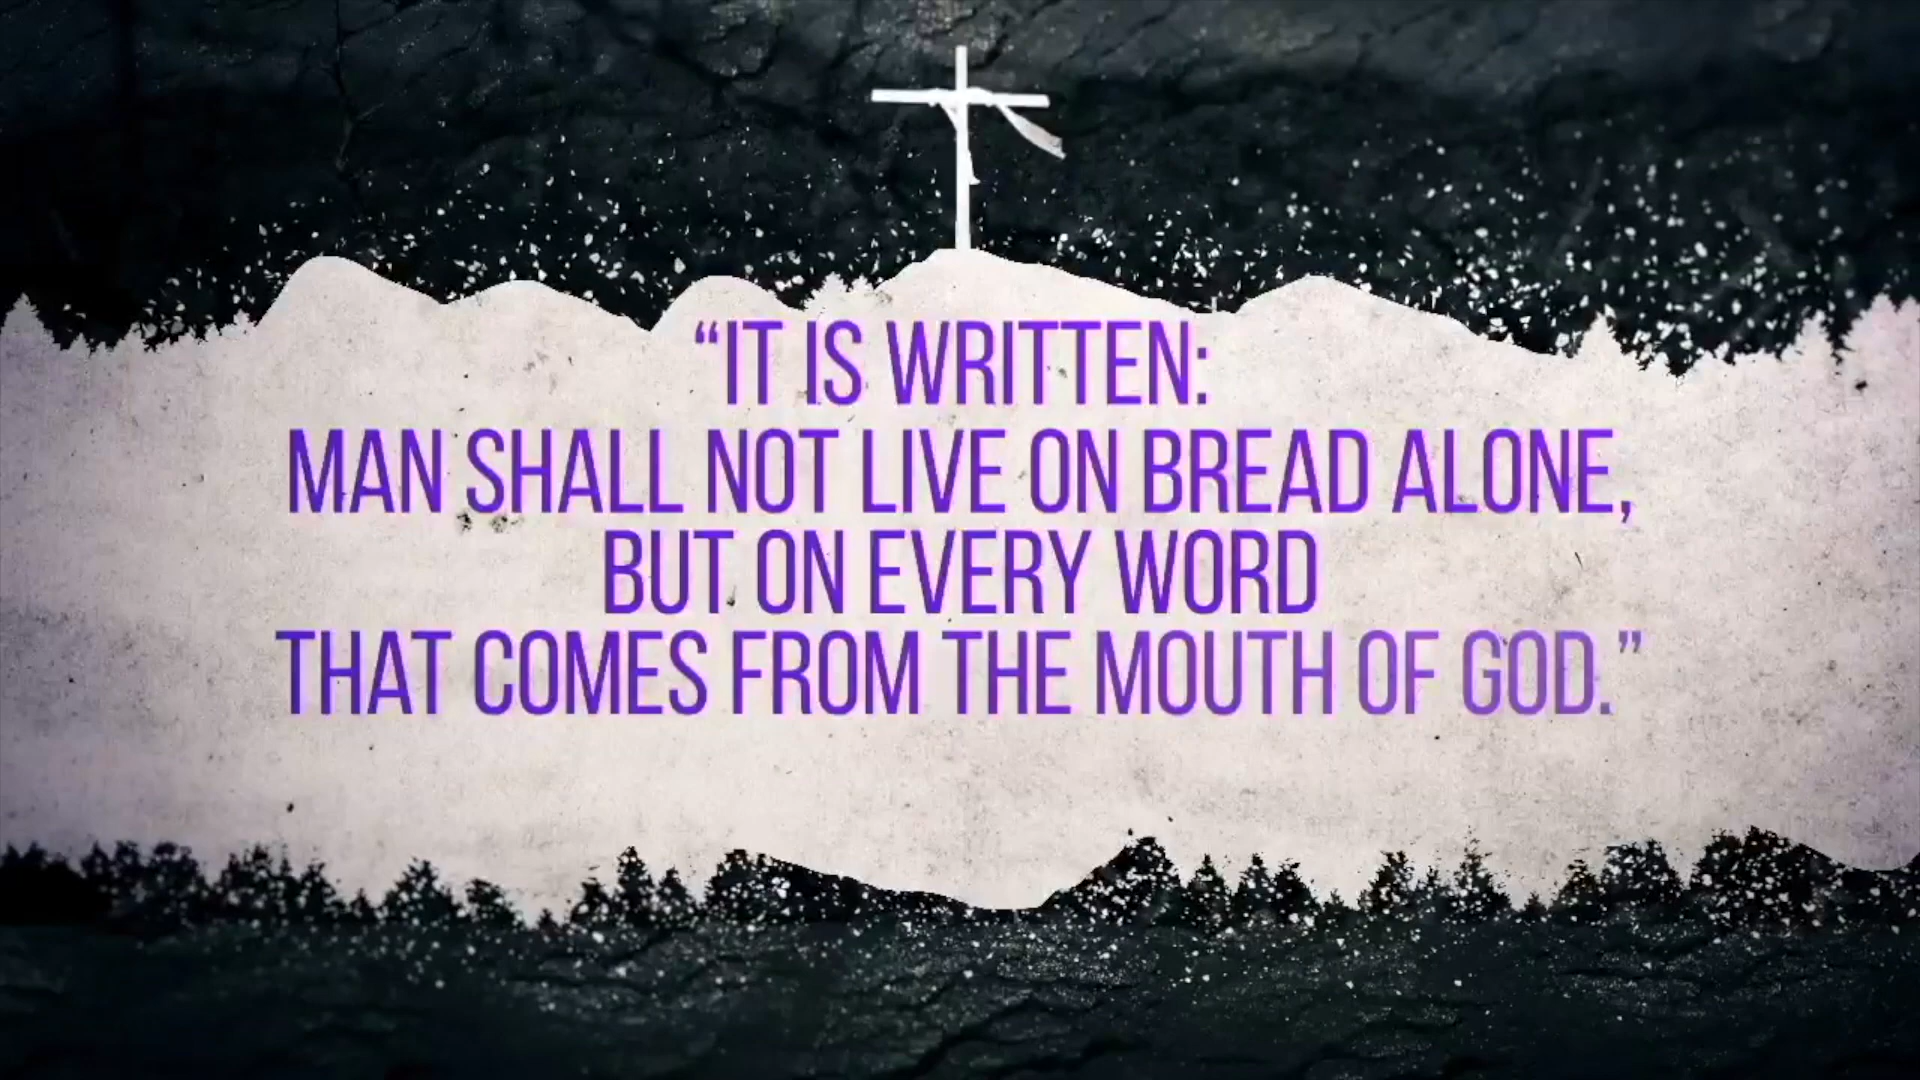 “IT IS WRITTEN:
MAN SHALL NOT LIVE ON BREAD ALONE,
BUT ON EVERY WORD
THAT COMES FROM THE MOUTH OF GOD.”